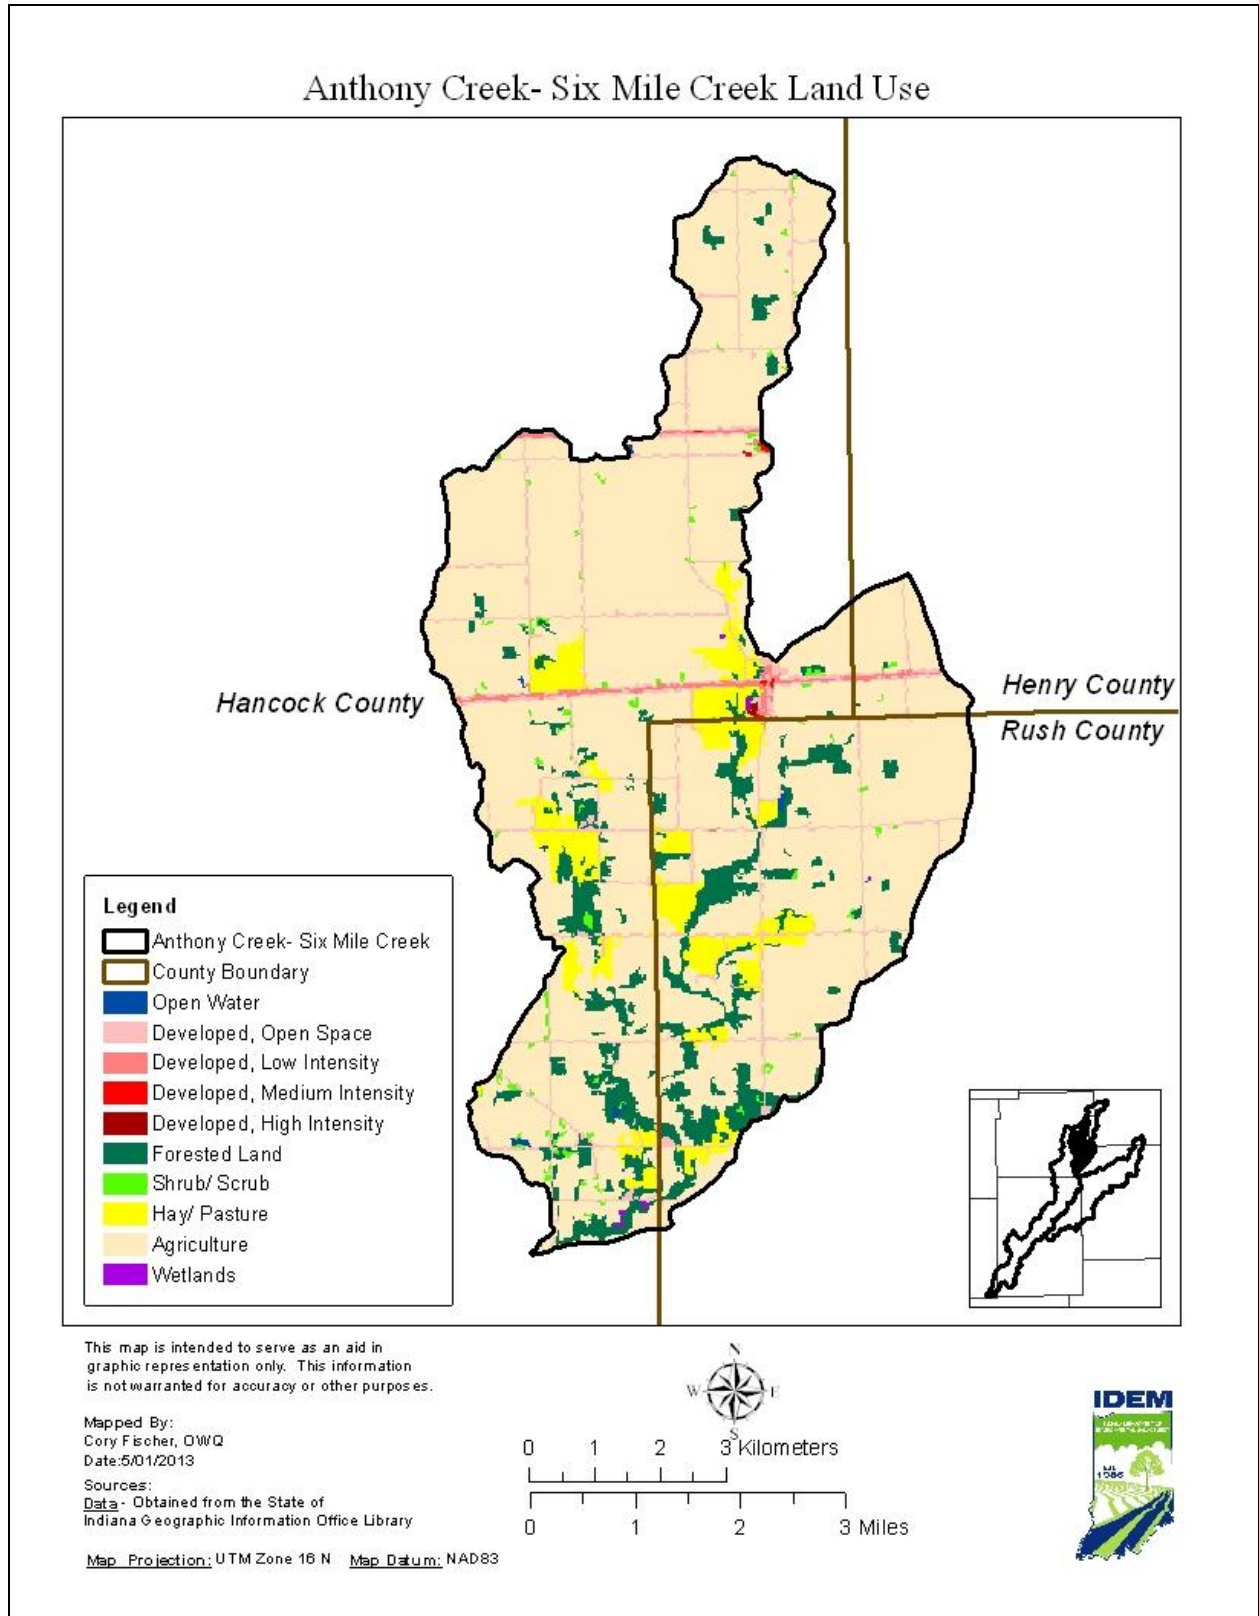 Anthony Creek- Six Mile Creek Land Use
Hancock County
Henry County
Rush County
Legend
Anthony Creek- Six Mile Creek
County Boundary
Open Water
Developed, Open Space
Developed, Low Intensity
Developed, Medium Intensity
Developed, High Intensity
Forested Land
Shrub/ Scrub
Hay/ Pasture
Agriculture
Wetlands
This map is intended to serve as an aid in
graphic representation only. This information
is not warranted for accuracy or other purposes.
Mapped By:
Cory Fischer, OWQ
Date:5/01/2013
Sources:
Data - Obtained from the State of
Indiana Geographic Information Office Library
Map Projection: UTM Zone 16 N Map Datum: NAD83
N
W E
S
0 1 2 3 Kilometers
0 1 2 3 Miles
IDEM
1986